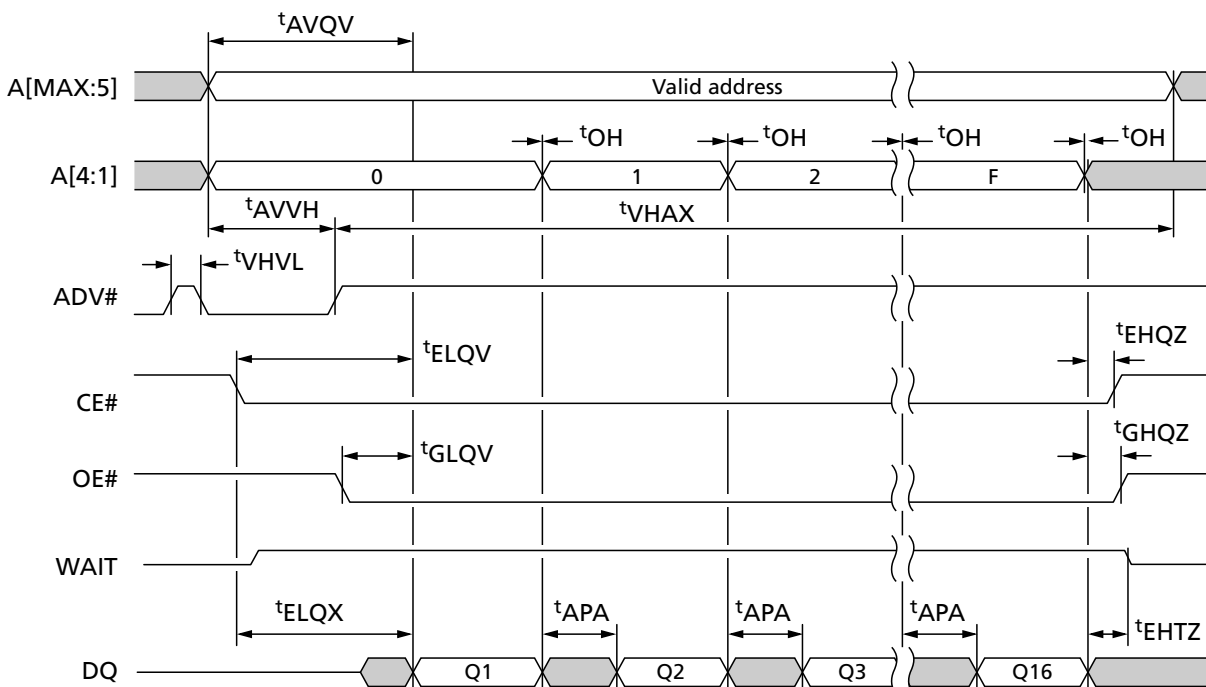 tAVQV
A[MAX:5]
Valid address
tOH
tOH
tOH
tOH
A[4:1]
0
1
2
F
tAVVH
tVHAX
tVHVL
ADV#
tELQV
tEHQZ
CE#
tGLQV
tGHQZ
OE#
WAIT
tELQX
tAPA
tAPA
tAPA
tEHTZ
DQ
Q1
Q2
Q3
Q16